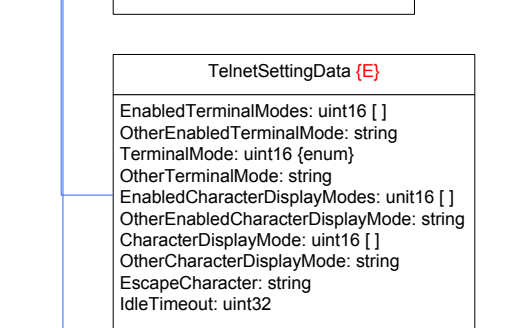 TelnetSettingData {E}
EnabledTerminalModes: uint16 [ ]
OtherEnabledTerminalMode: string
TerminalMode: uint16 {enum}
OtherTerminalMode: string
EnabledCharacterDisplayModes: unit16 [ ]
OtherEnabledCharacterDisplayMode: string
CharacterDisplayMode: uint16 [ ]
OtherCharacterDisplayMode: string
EscapeCharacter: string
IdleTimeout: uint32